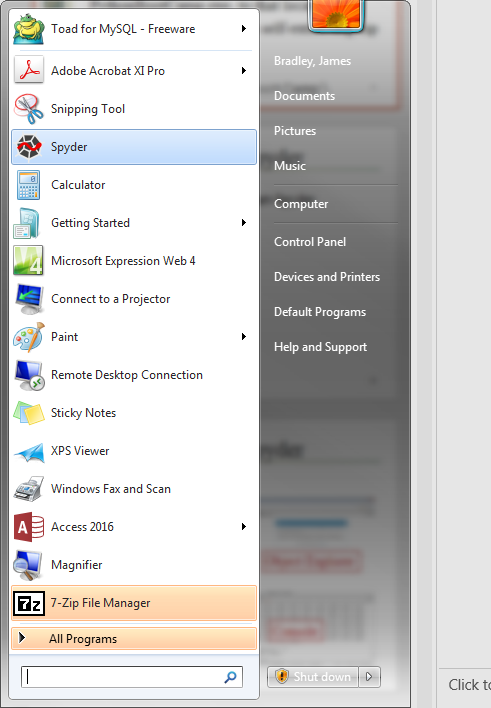 Toad for MySQL - Freeware
Adobe Acrobat XI Pro
Snipping Tool
Spyder
Calculator
Getting Started
4
Microsoft Expression Web 4
Connect to a Projector
Paint
Remote Desktop Connection
Sticky Notes
XPS Viewer
Windows Fax and Scan
A
Access 2016
Magnifier
7z
7-Zip File Manager
All Programs
Bradley, James
Documents
Pictures
Music
Computer
Control Panel
Devices and Printers
Default Programs
Help and Support
Shut down
Click to